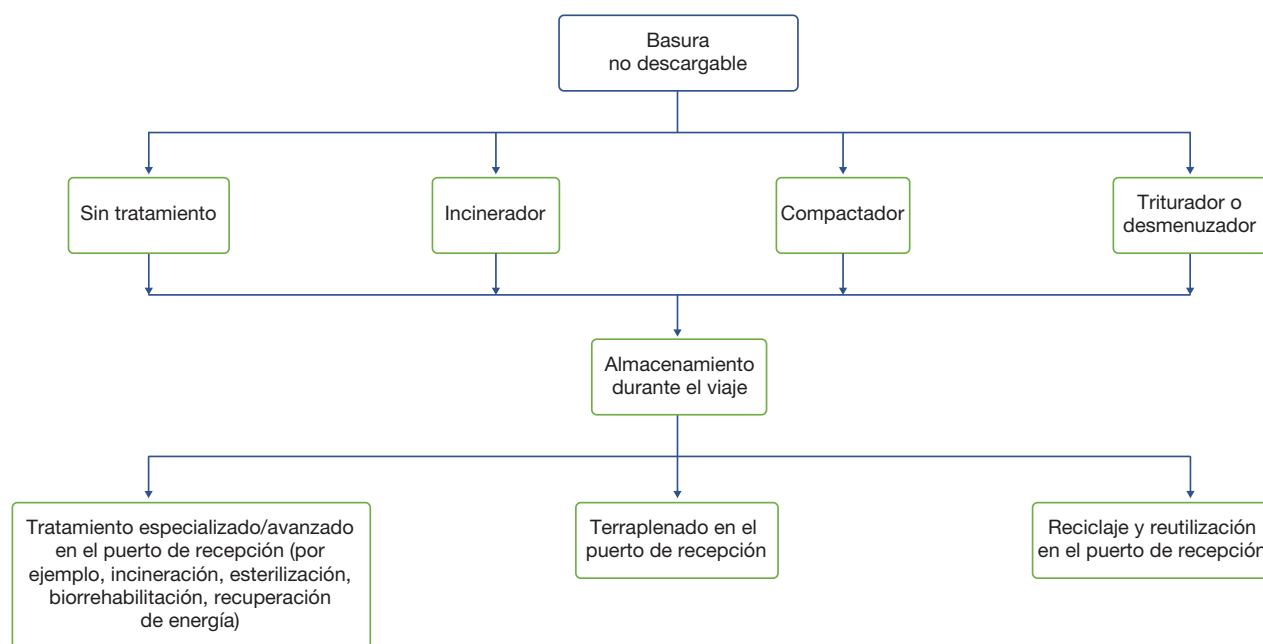 Basura
no descargable
Sin tratamiento
Incinerador
Compactador
Triturador o
desmenuzador
Almacenamiento
durante el viaje
Tratamiento especializado/avanzado
en el puerto de recepción (por
ejemplo, incineración, esterilización,
biorrehabilitación, recuperación
de energía)
Terraplenado en el
puerto de recepción
Reciclaje y reutilización
en el puerto de recepción